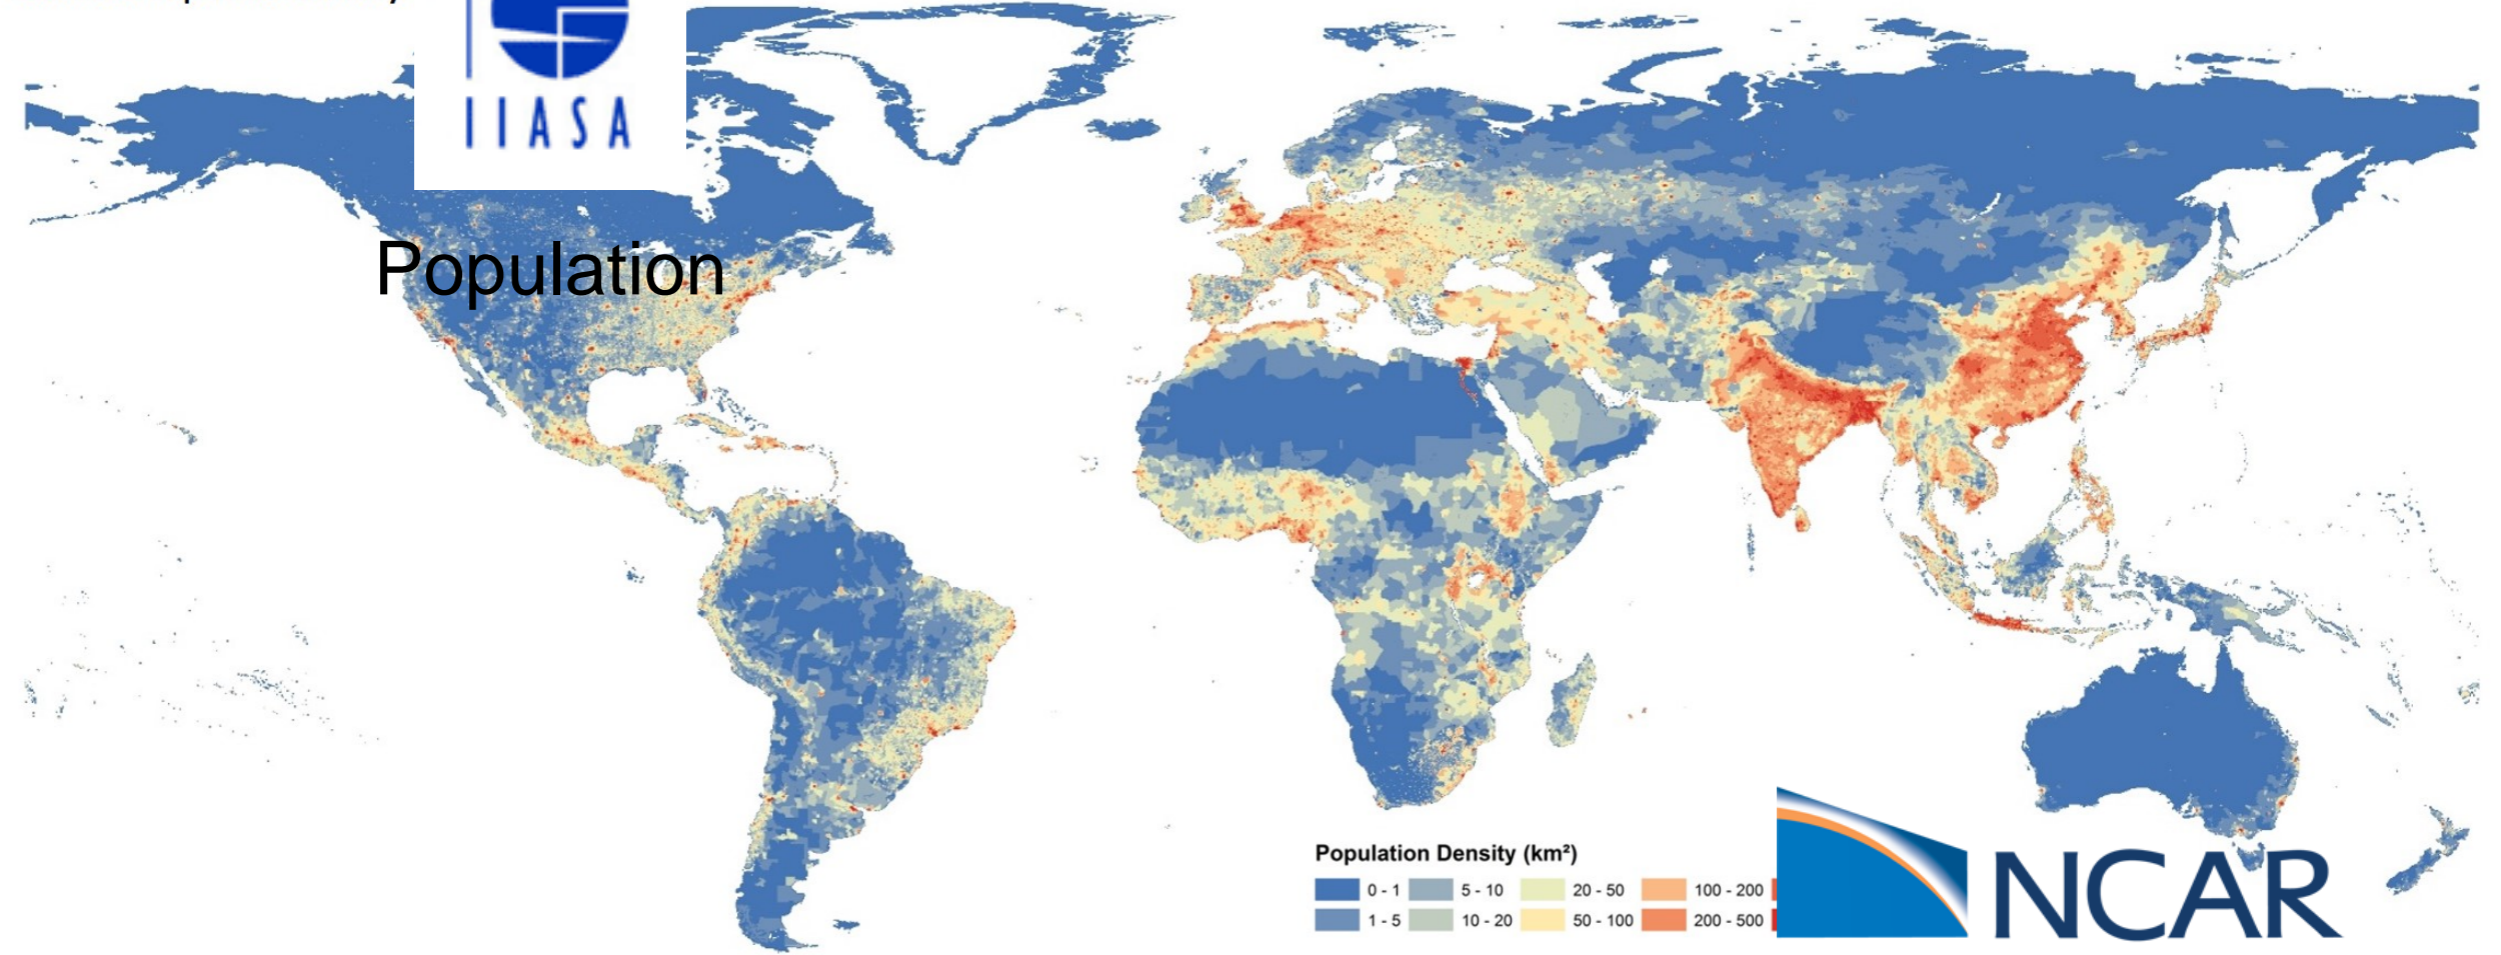 IIASA
Population
Population Density (km²)
0 - 1 5 - 10 20 - 50 100 - 200
1 - 5 10 - 20 50 - 100 200 - 500
NCAR